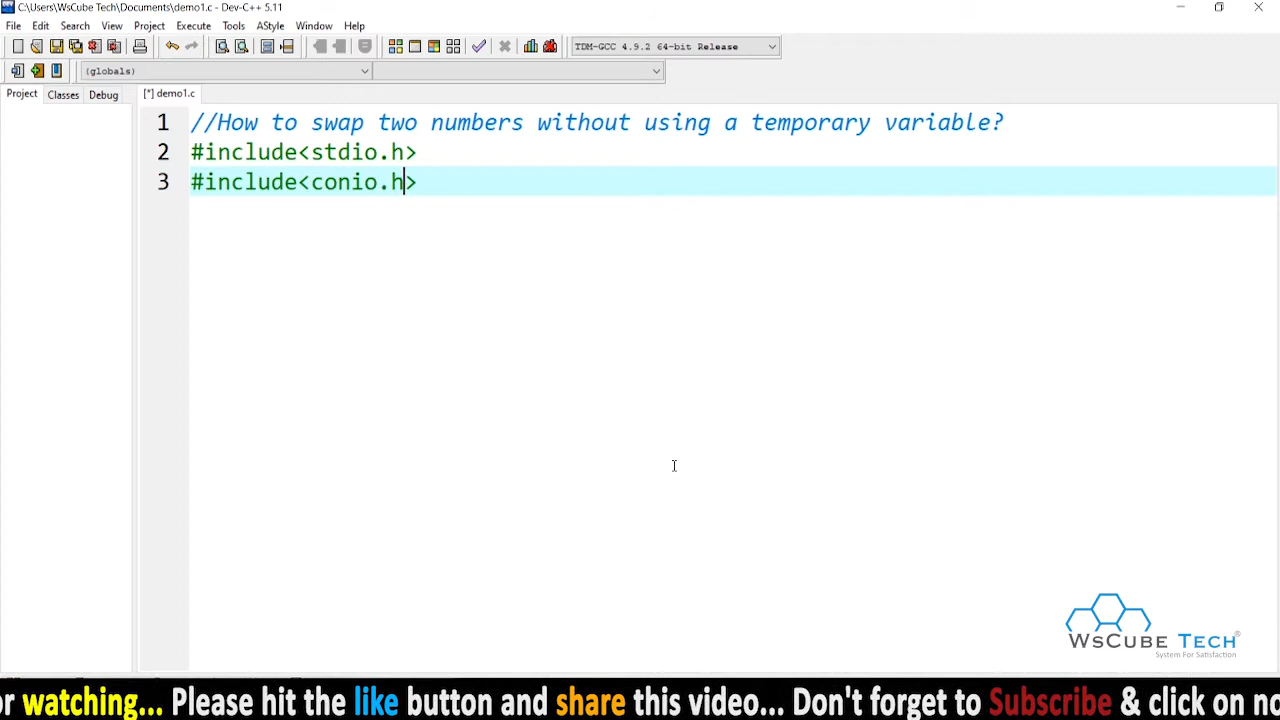 C:\Users\WsCube Tech\Documents\demo1.c - Dev-C++ 5.11
File Edit Search View Project Execute Tools AStyle Window Help
TDM-GCC 4.9.2 64-bit Release
(globals)
Project Classes Debug [*] demo1.c
1 //How to swap two numbers without using a temporary variable?
2 #include<stdio.h>
3 #include<conio.h>
WsCube Tech®
System For Satisfaction
or watching... Please hit the like button and share this video... Don't forget to Subscribe & click on no